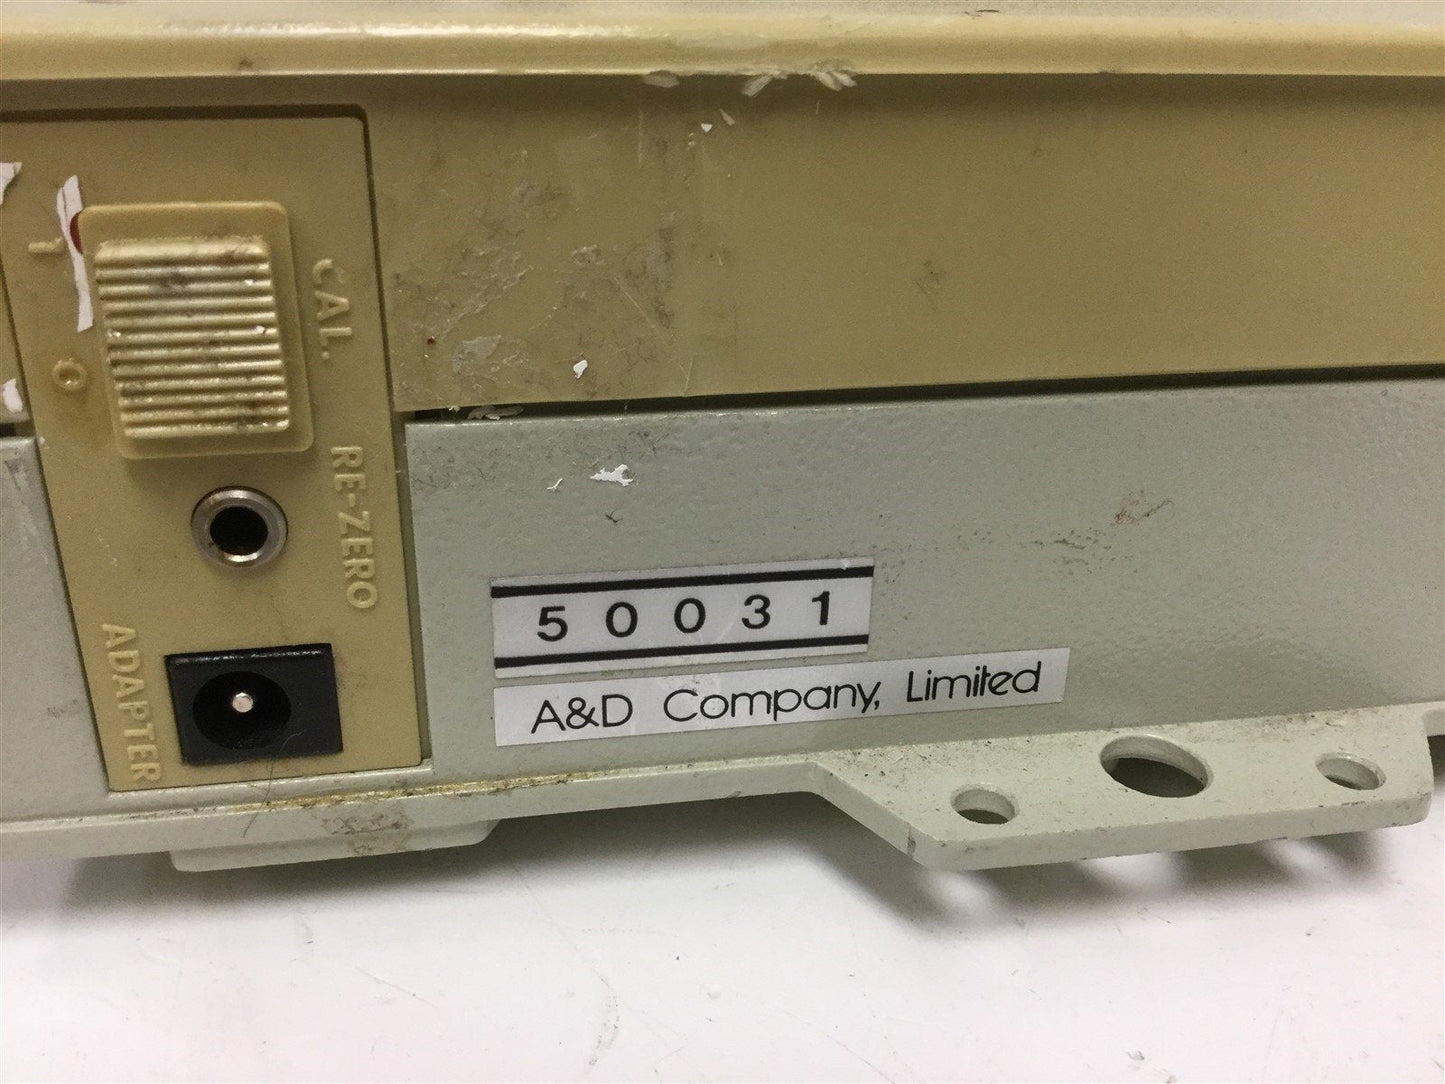 CAL.
RE-ZERO
ADAPTER
50031
A&D Company, Limited